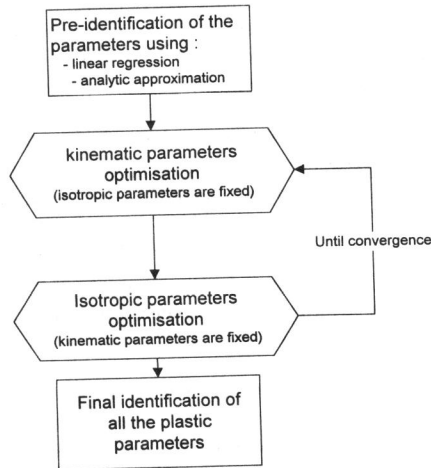 Pre-identification of the
parameters using :
- linear regression
- analytic approximation
kinematic parameters
optimisation
(isotropic parameters are fixed)
Until convergence
Isotropic parameters
optimisation
(kinematic parameters are fixed)
Final identification of
all the plastic
parameters